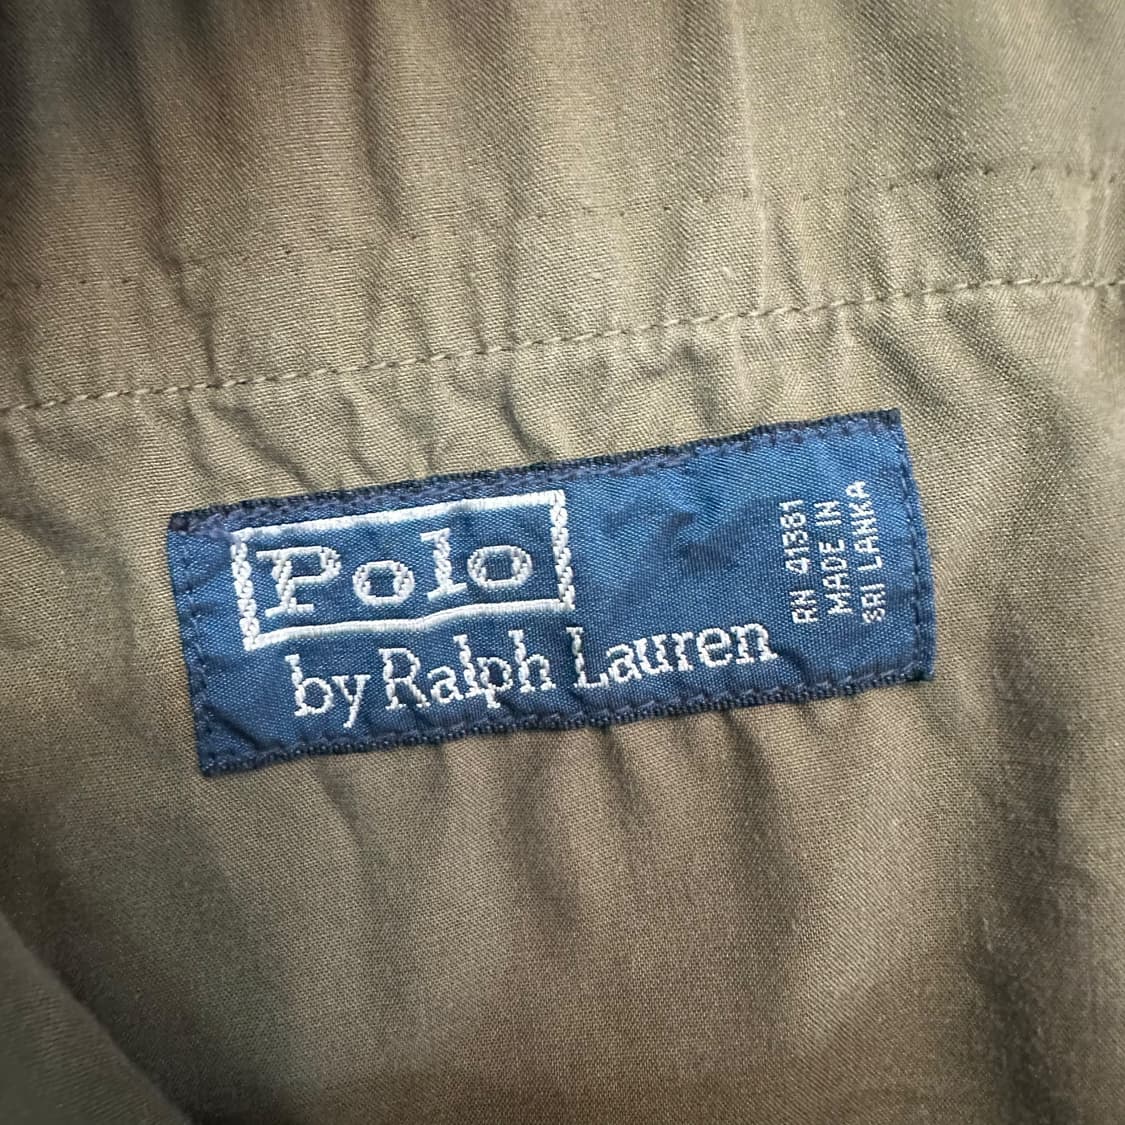 Polo
by Ralph Lauren
RN 41381
MADE IN
SRI LANKA